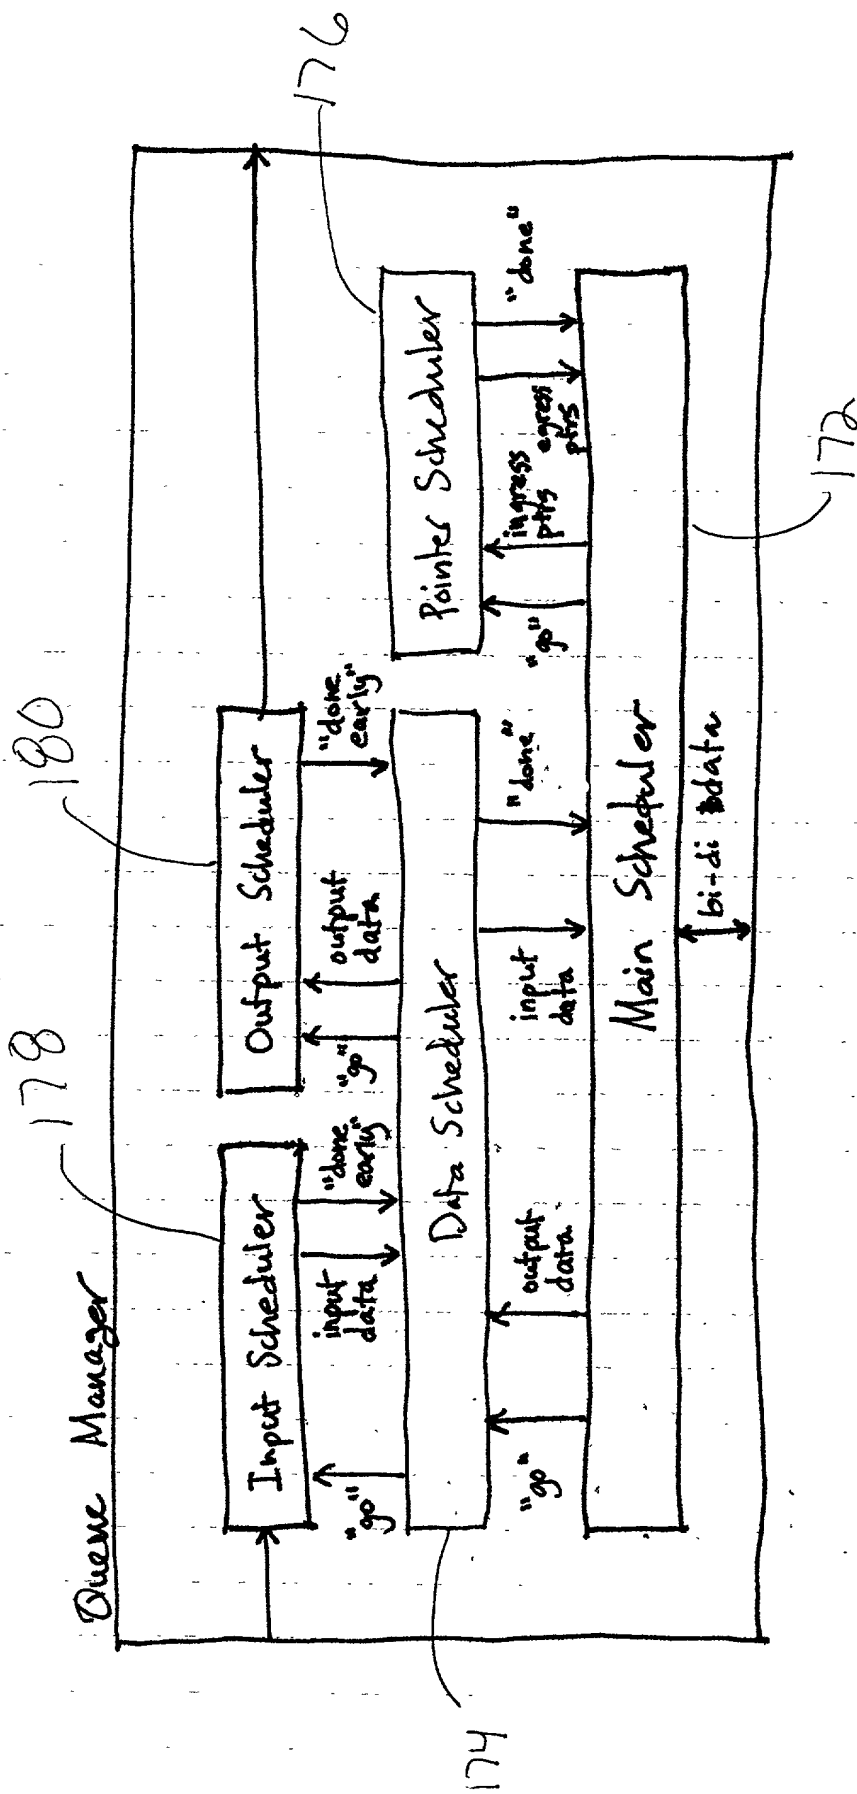 Queue Manager
178
180
176
Input Scheduler
Output Scheduler
"go"
input
data
"done
early"
"go"
output
data
"done
early"
174
Data Scheduler
Pointer Scheduler
"go"
output
data
input
data
"done"
"go"
ingress
ptrs
egress
ptrs
"done"
Main Scheduler
172
bi-di data